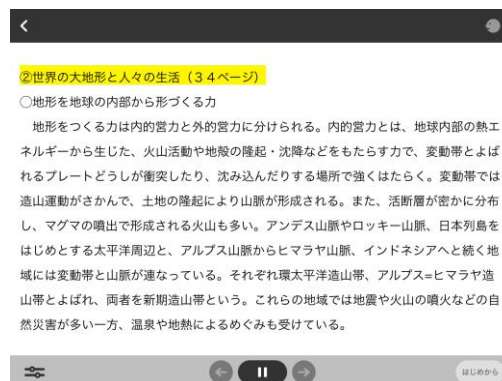 ②世界の大地形と人々の生活（３４ページ）
○地形を地球の内部から形づくる力
　地形をつくる力は内的営力と外的営力に分けられる。内的営力とは、地球内部の熱エ
ネルギーから生じた、火山活動や地殻の隆起・沈降などをもたらす力で、変動帯とよば
れるプレートどうしが衝突したり、沈み込んだりする場所で強くはたらく。変動帯では
造山運動がさかんで、土地の隆起により山脈が形成される。また、活断層が密かに分布
し、マグマの噴出で形成される火山も多い。アンデス山脈やロッキー山脈、日本列島を
はじめとする太平洋周辺と、アルプス山脈からヒマラヤ山脈、インドネシアへと続く地
域には変動帯と山脈が連なっている。それぞれ環太平洋造山帯、アルプス=ヒマラヤ造
山帯とよばれ、両者を新期造山帯という。これらの地域では地震や火山の噴火などの自
然災害が多い一方、温泉や地熱によるめぐみも受けている。
はじめから